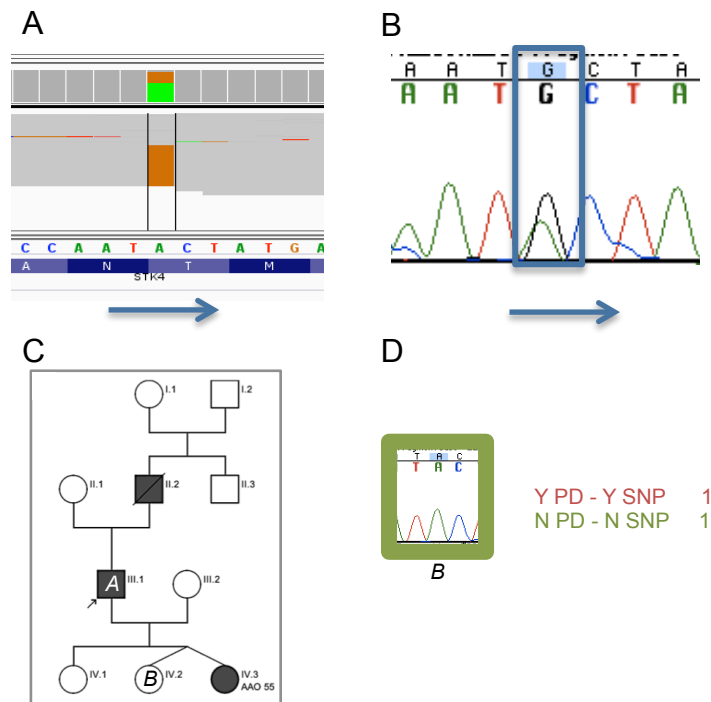 A
C C A A T A C T A T G A
A N T M
STK4
B
A A T G C T A
A A T G C T A
C
I.1
I.2
II.1
II.2
II.3
A
III.1
III.2
B
IV.1
IV.2
IV.3
AAO 55
D
T A C
T A C
B
Y PD - Y SNP 1
N PD - N SNP 1